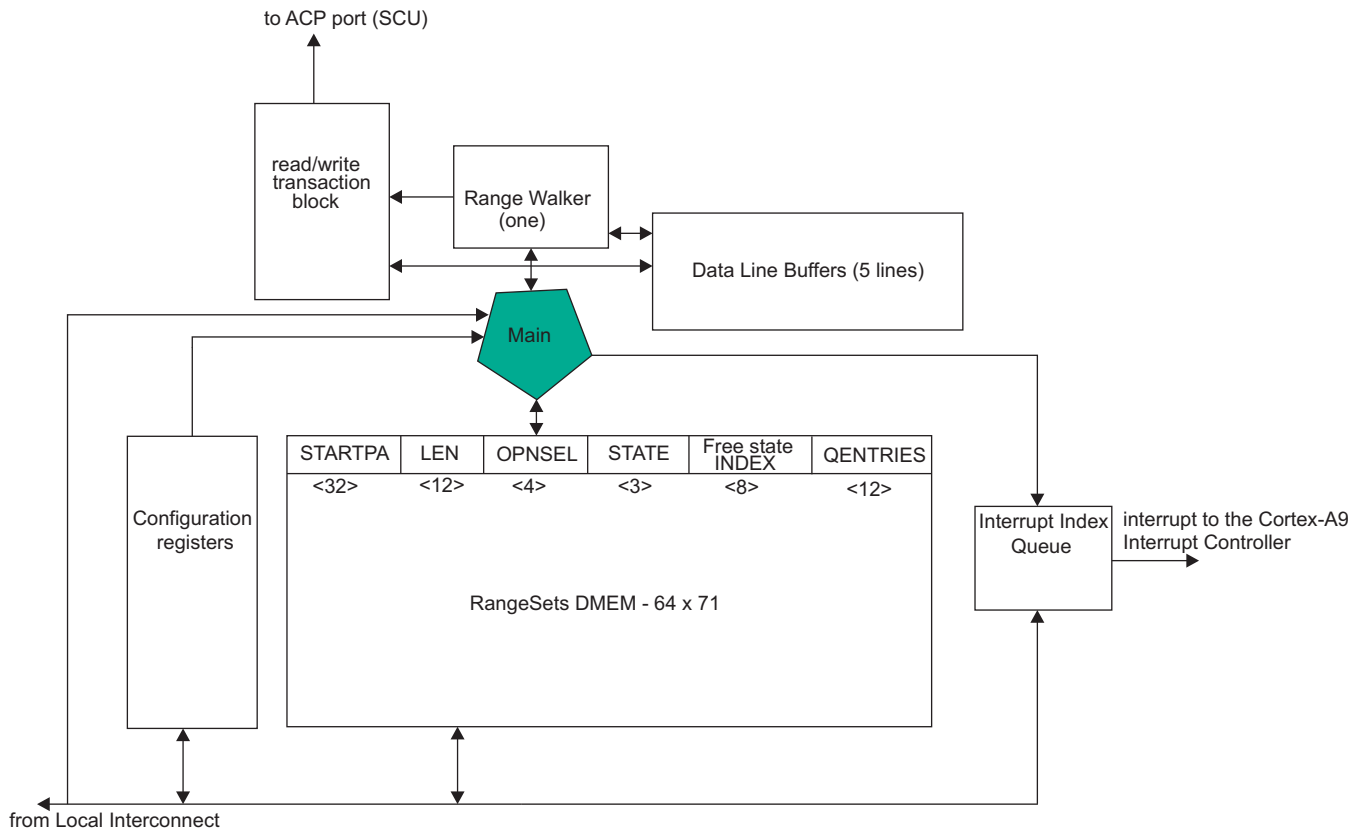 to ACP port (SCU)
read/write
transaction
block
Range Walker
(one)
Data Line Buffers (5 lines)
Main
STARTPA
LEN
OPNSEL
STATE
Free state
INDEX
QENTRIES
<32>
<12>
<4>
<3>
<8>
<12>
Configuration
registers
RangeSets DMEM - 64 x 71
Interrupt Index
Queue
interrupt to the Cortex-A9
Interrupt Controller
from Local Interconnect